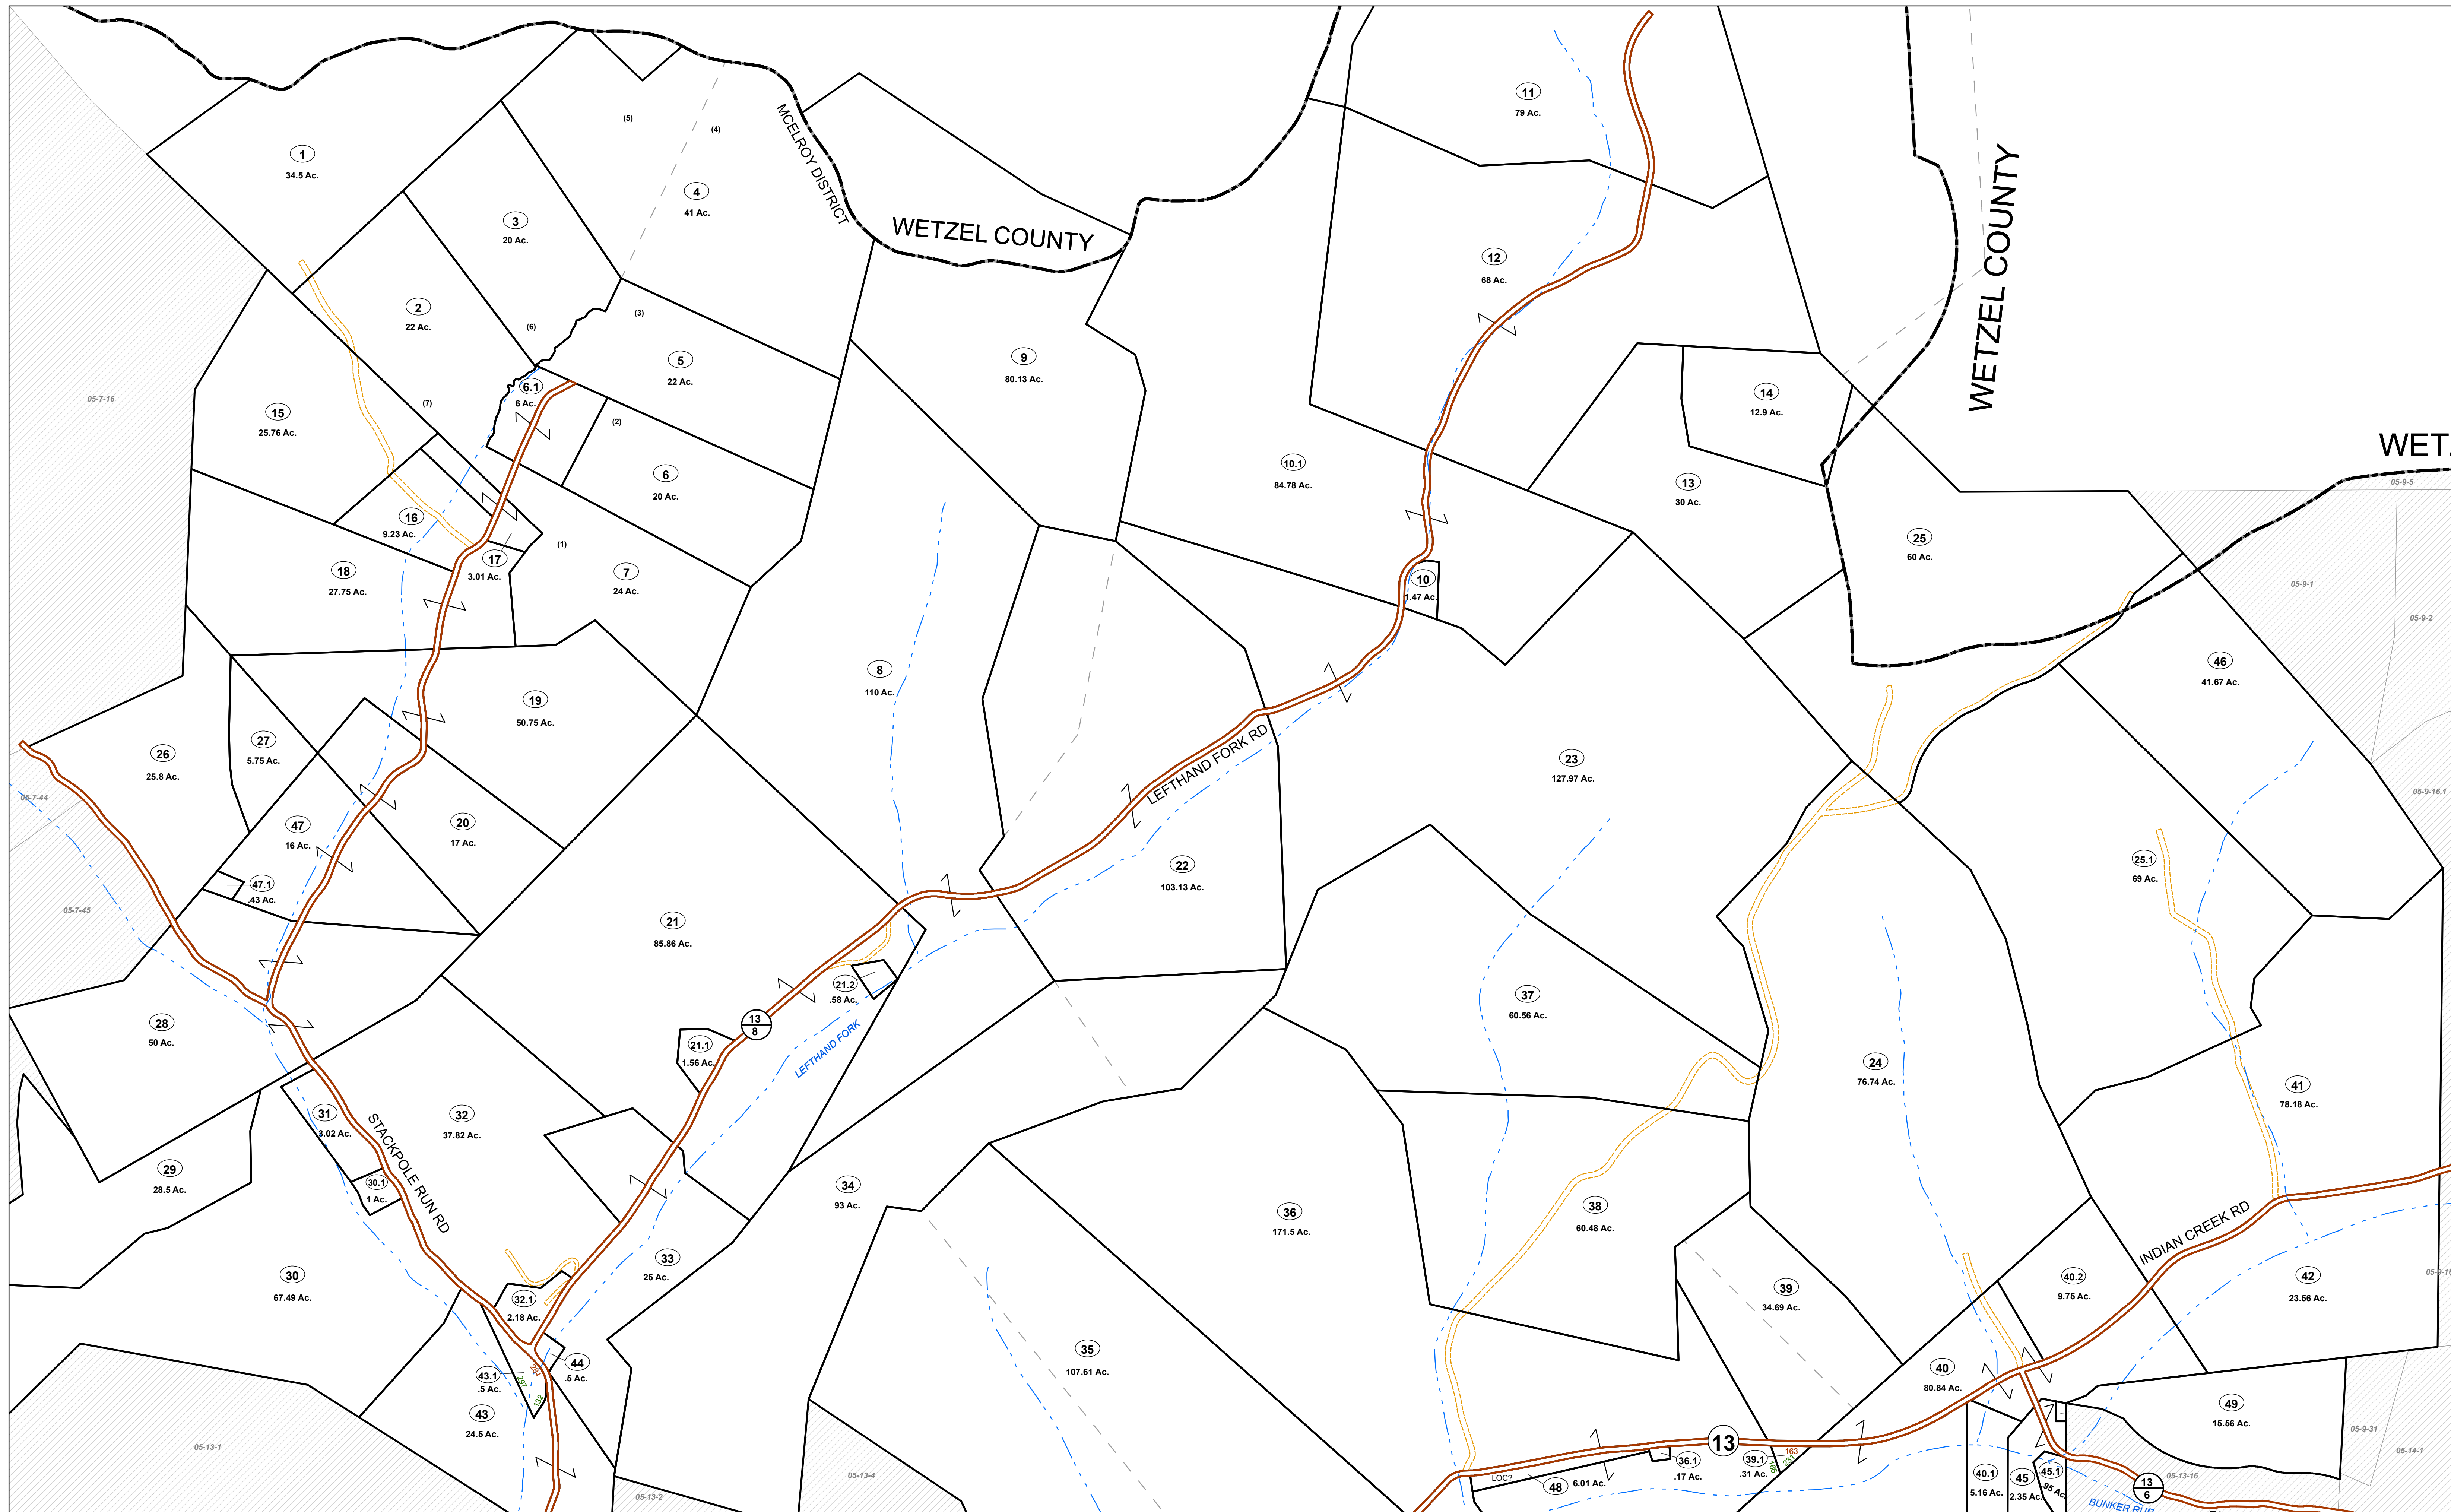 1
34.5 Ac.
(5)
(4)
4
41 Ac.
MCELROY DISTRICT
WETZEL COUNTY
11
79 Ac.
WETZEL COUNTY
3
20 Ac.
12
68 Ac.
2
22 Ac.
(6)
(3)
5
22 Ac.
9
80.13 Ac.
05-7-16
15
25.76 Ac.
(7)
6.1
6 Ac.
(2)
14
12.9 Ac.
6
20 Ac.
10.1
84.78 Ac.
13
30 Ac.
05-9-5
16
9.23 Ac.
17
3.01 Ac.
(1)
18
27.75 Ac.
7
24 Ac.
10
1.47 Ac.
25
60 Ac.
05-9-1
05-9-2
8
110 Ac.
46
41.67 Ac.
19
50.75 Ac.
26
25.8 Ac.
27
5.75 Ac.
LEFTHAND FORK RD
23
127.97 Ac.
05-7-44
05-9-16.1
47
16 Ac.
20
17 Ac.
47.1
.43 Ac.
22
103.13 Ac.
25.1
69 Ac.
05-7-45
21
85.86 Ac.
21.2
.58 Ac.
37
60.56 Ac.
28
50 Ac.
13
8
21.1
1.56 Ac.
LEFTHAND FORK
24
76.74 Ac.
41
78.18 Ac.
31
3.02 Ac.
32
37.82 Ac.
STACKPOLE RUN RD
29
28.5 Ac.
30.1
1 Ac.
34
93 Ac.
36
171.5 Ac.
38
60.48 Ac.
INDIAN CREEK RD
33
25 Ac.
30
67.49 Ac.
32.1
2.18 Ac.
39
34.69 Ac.
40.2
9.75 Ac.
42
23.56 Ac.
44
.5 Ac.
43.1
.5 Ac.
284
297
132
35
107.61 Ac.
40
80.84 Ac.
43
24.5 Ac.
49
15.56 Ac.
05-9-31
05-14-1
05-13-1
05-13-4
05-13-2
13
163
231
LOC?
48
6.01 Ac.
36.1
.17 Ac.
39.1
.31 Ac.
40.1
5.16 Ac.
45
2.35 Ac.
45.1
.95 Ac.
05-13-16
13
6